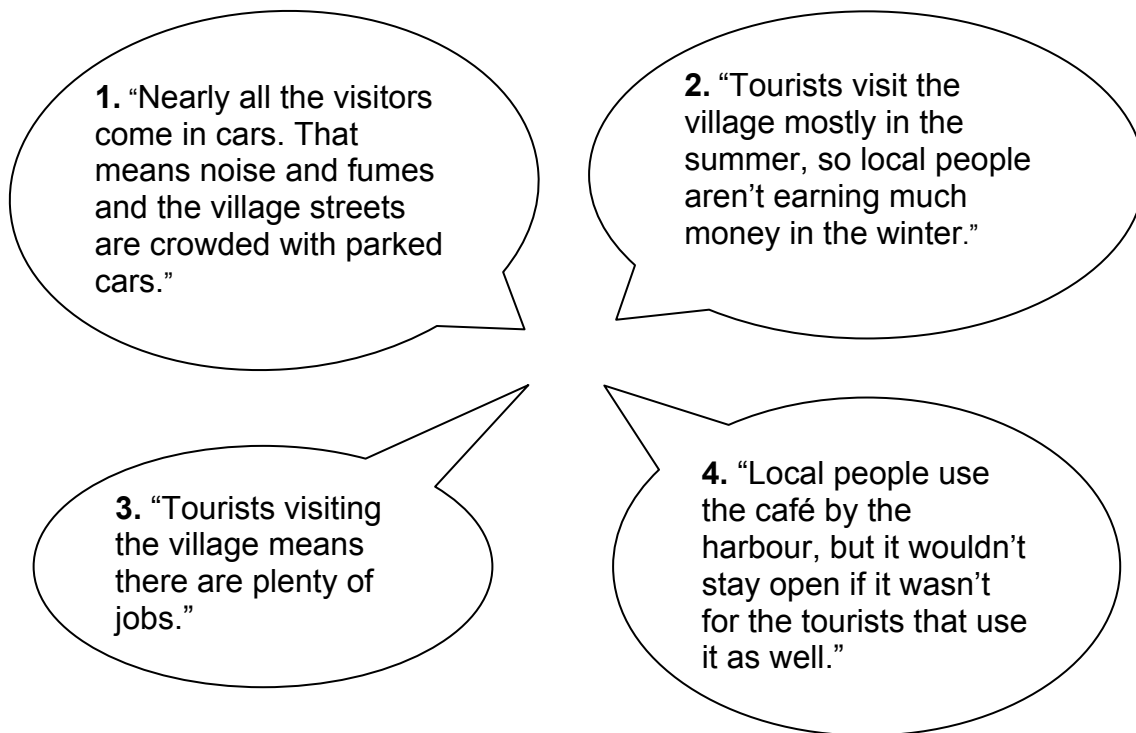 1. “Nearly all the visitors
come in cars. That
means noise and fumes
and the village streets
are crowded with parked
cars.”
2. “Tourists visit the
village mostly in the
summer, so local people
aren’t earning much
money in the winter.”
3. “Tourists visiting
the village means
there are plenty of
jobs.”
4. “Local people use
the café by the
harbour, but it wouldn’t
stay open if it wasn’t
for the tourists that use
it as well.”